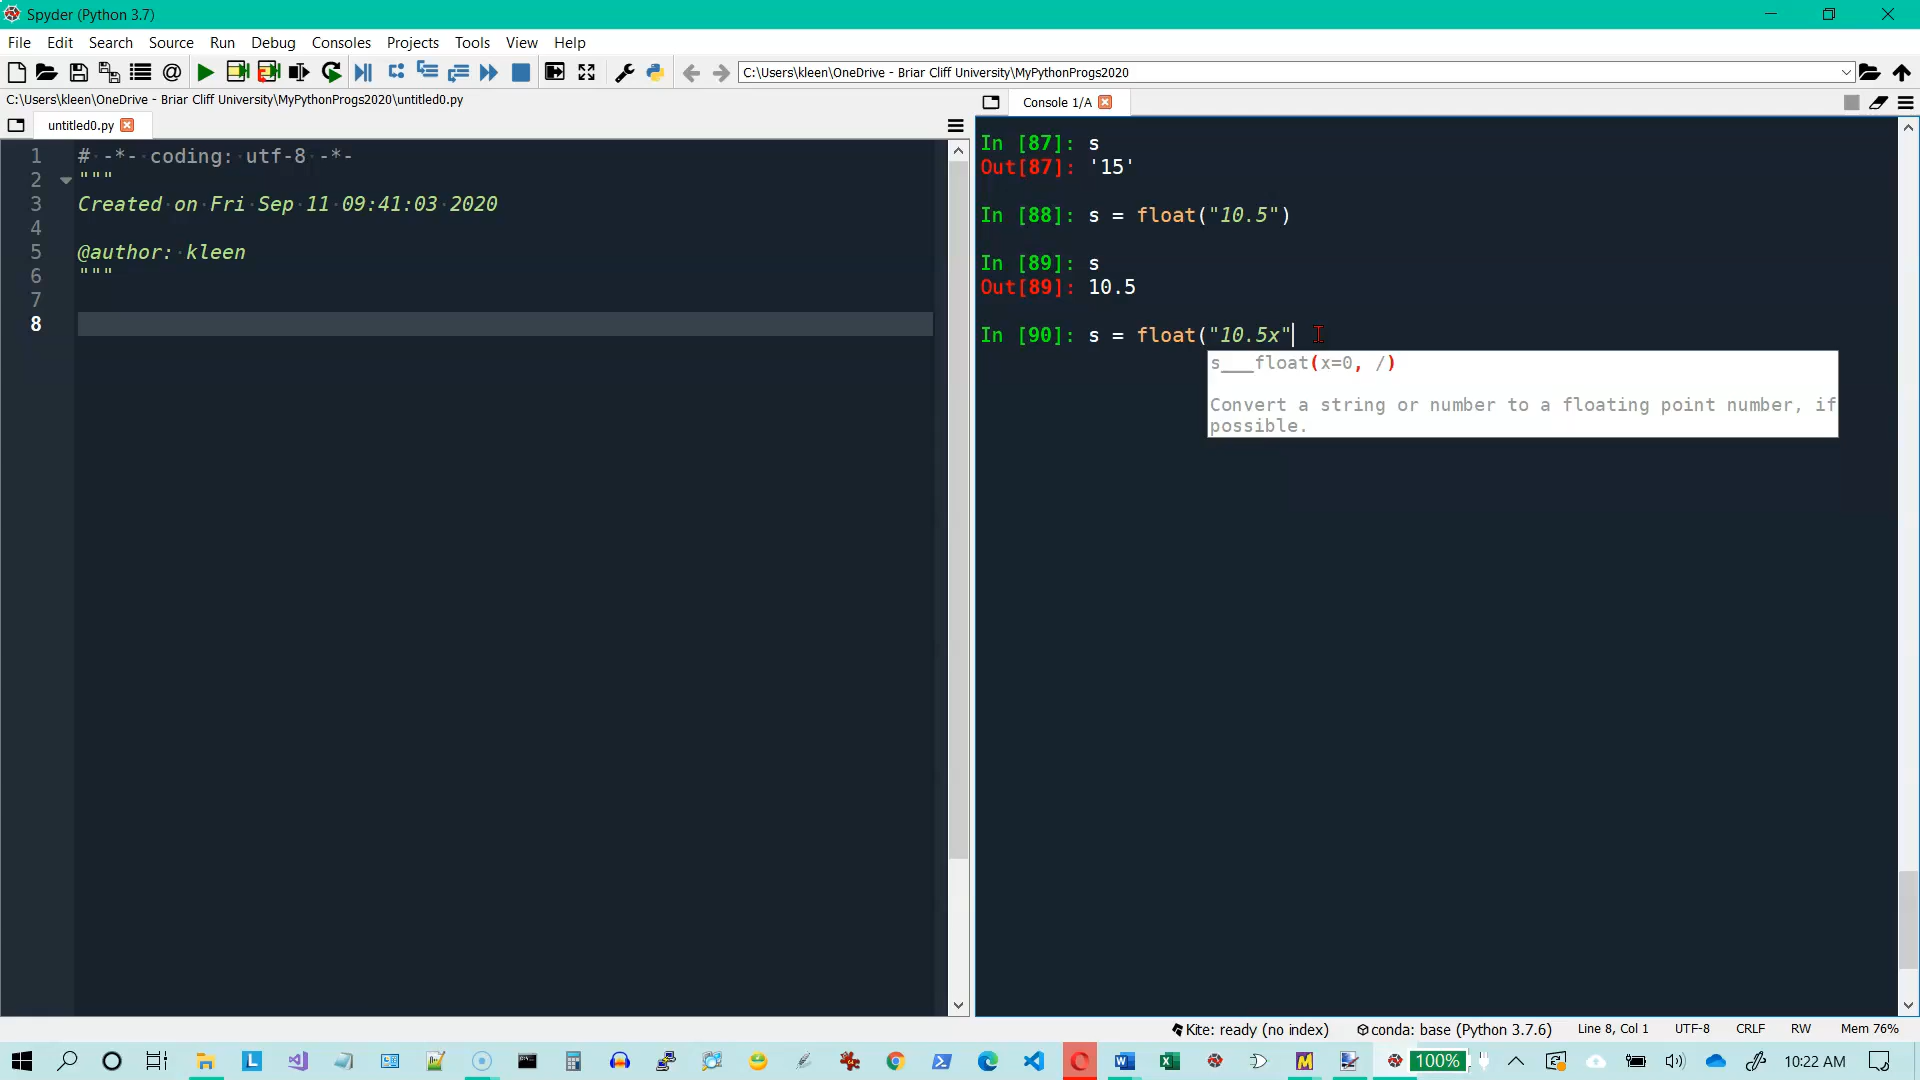 Spyder (Python 3.7)
File Edit Search Source Run Debug Consoles Projects Tools View Help
C:\Users\kleen\OneDrive - Briar Cliff University\MyPythonProgs2020
C:\Users\kleen\OneDrive - Briar Cliff University\MyPythonProgs2020\untitled0.py
untitled0.py
1 # -*- coding: utf-8 -*-
2 """
3 Created on Fri Sep 11 09:41:03 2020
4
5 @author: kleen
6 """
7
8
Console 1/A
In [87]: s
Out[87]: '15'
In [88]: s = float("10.5")
In [89]: s
Out[89]: 10.5
In [90]: s = float("10.5x"
s___float(x=0, /)
Convert a string or number to a floating point number, if
possible.
Kite: ready (no index) conda: base (Python 3.7.6) Line 8, Col 1 UTF-8 CRLF RW Mem 76%
100% 10:22 AM